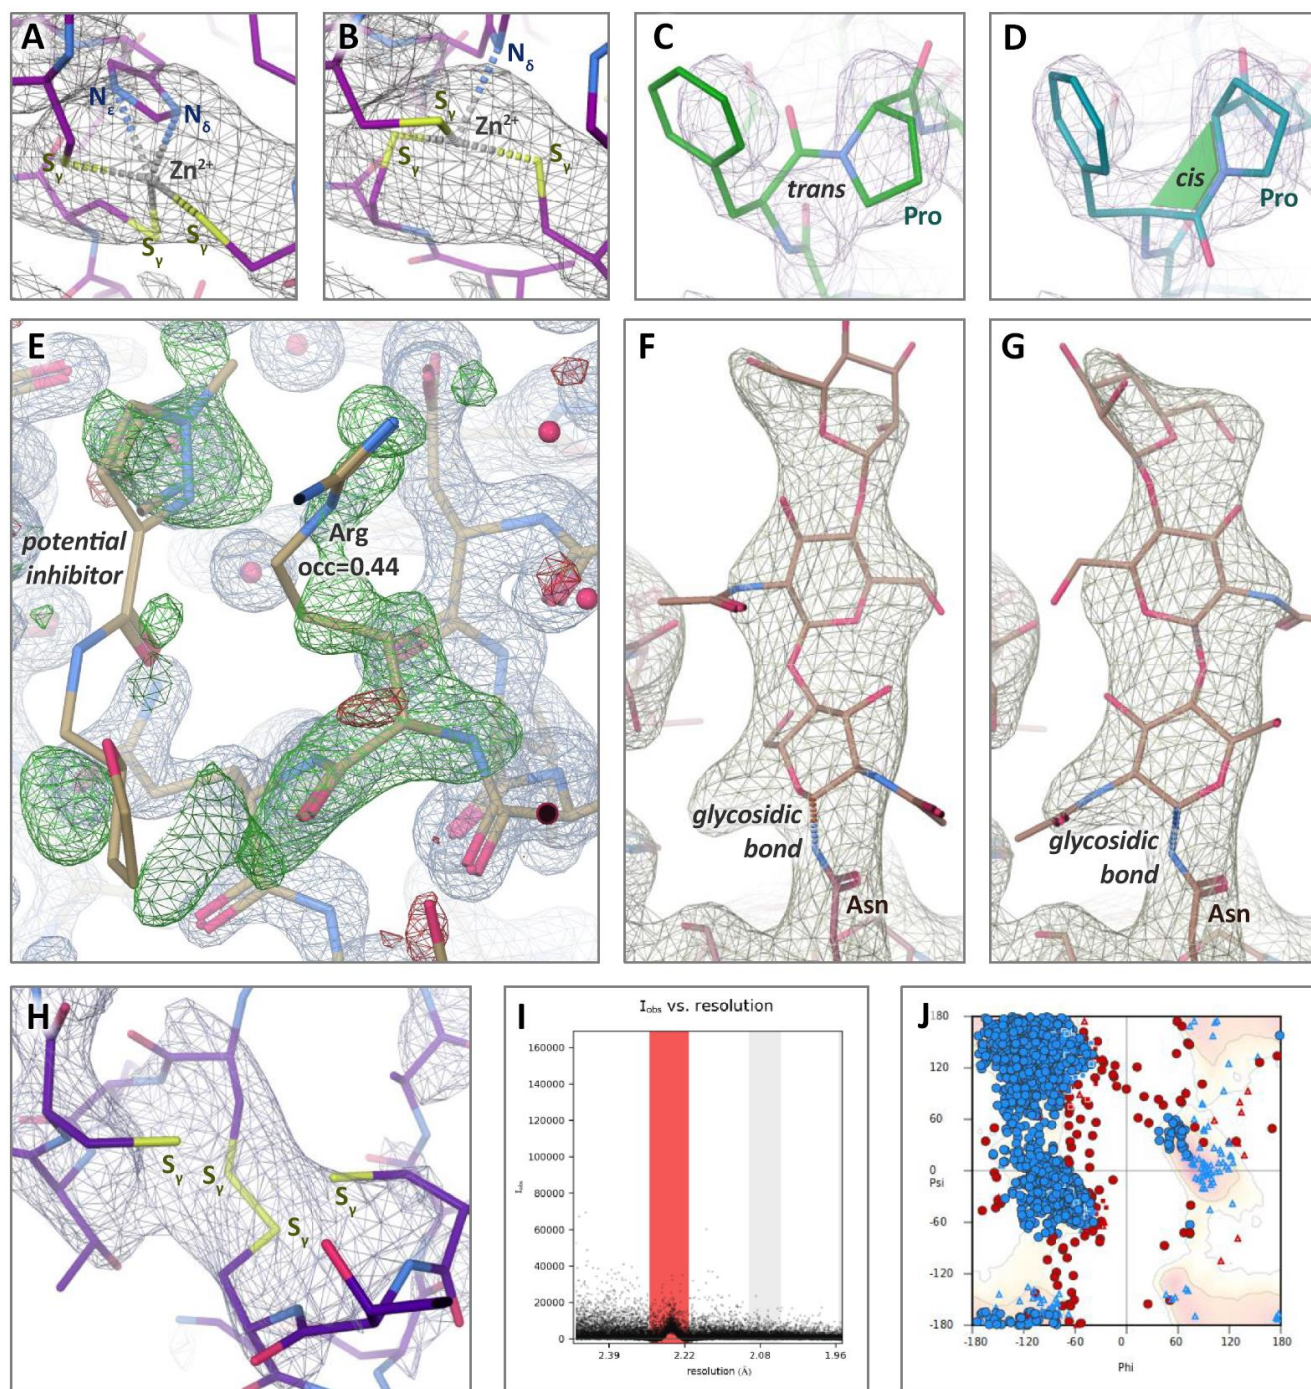 A
Nε
Nδ
Sγ
Zn2+
Sγ
Sγ
B
Nδ
Sγ
Zn2+
Sγ
Sγ
C
trans
Pro
D
cis
Pro
E
potential
inhibitor
Arg
occ=0.44
F
glycosidic
bond
Asn
G
glycosidic
bond
Asn
H
Sγ
Sγ
Sγ
Sγ
I
Iobs vs. resolution
160000
140000
120000
100000
80000
60000
40000
20000
0
Iobs
2.39
2.22
2.08
1.96
resolution (Å)
J
180
120
60
0
Psi
-60
-120
-180
-180
-120
-60
0
60
120
180
Phi